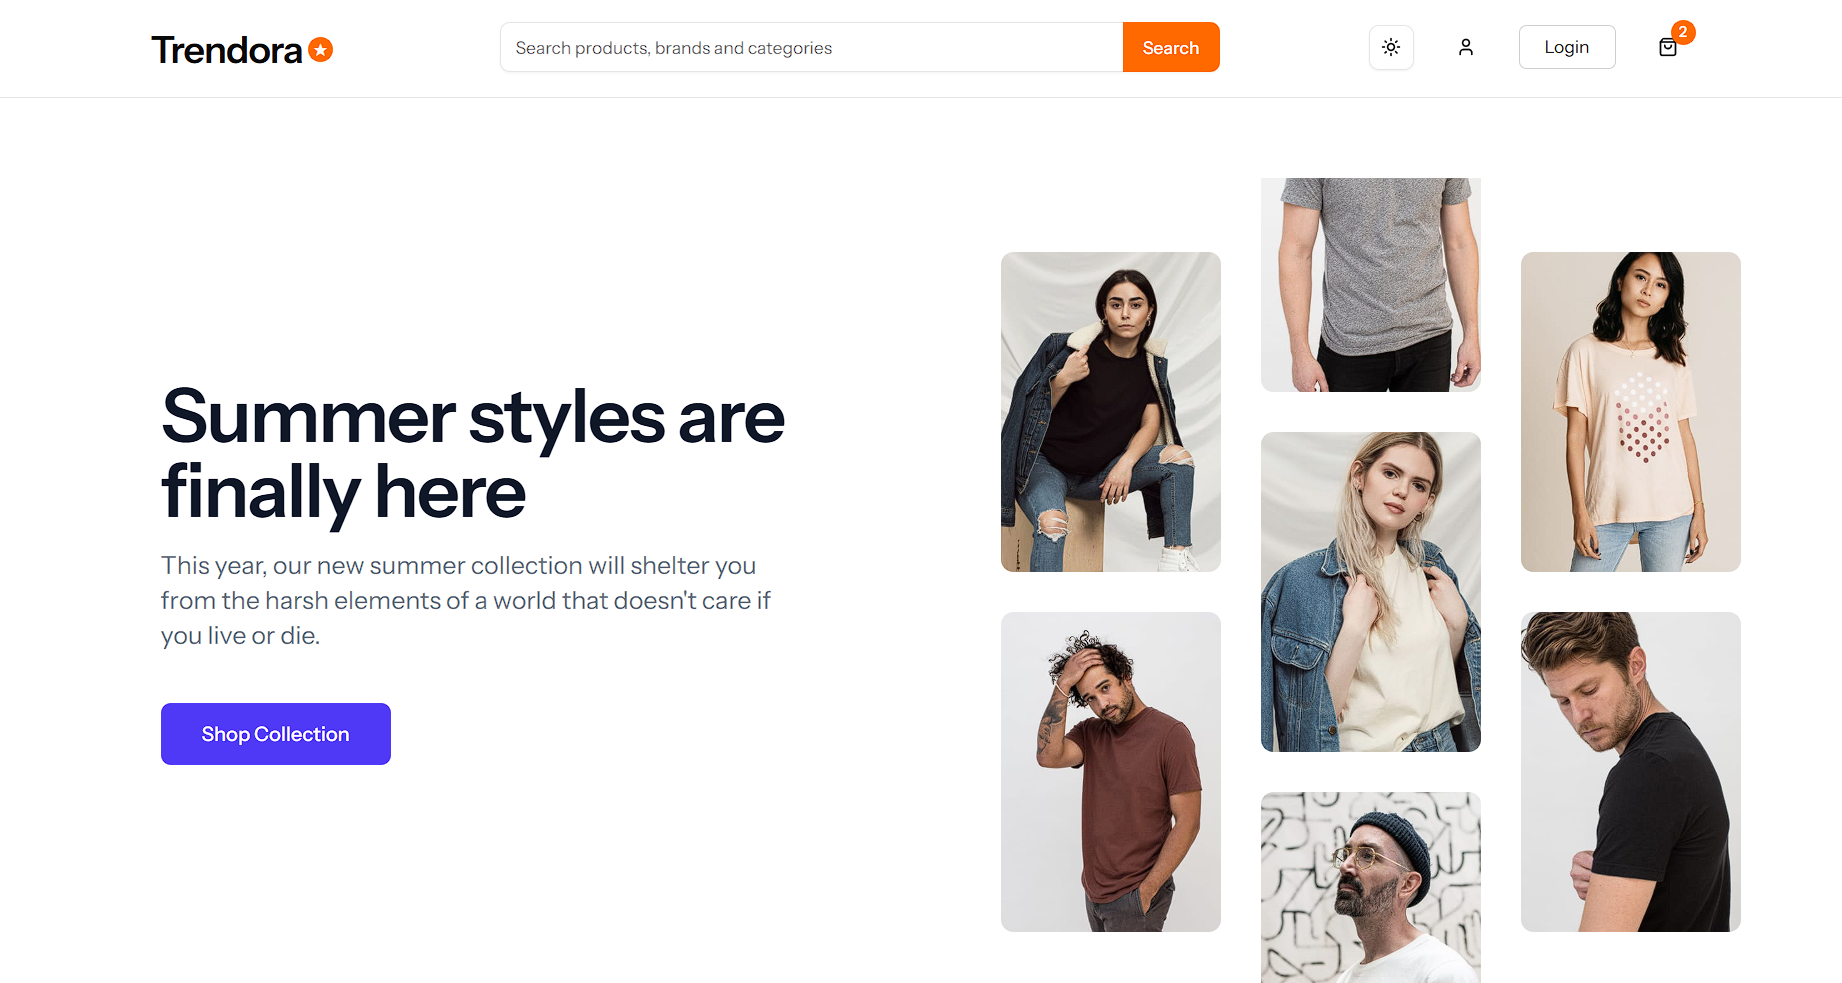 Trendora
Search products, brands and categories
Search
Login
2
Summer styles are
finally here
This year, our new summer collection will shelter you
from the harsh elements of a world that doesn't care if
you live or die.
Shop Collection